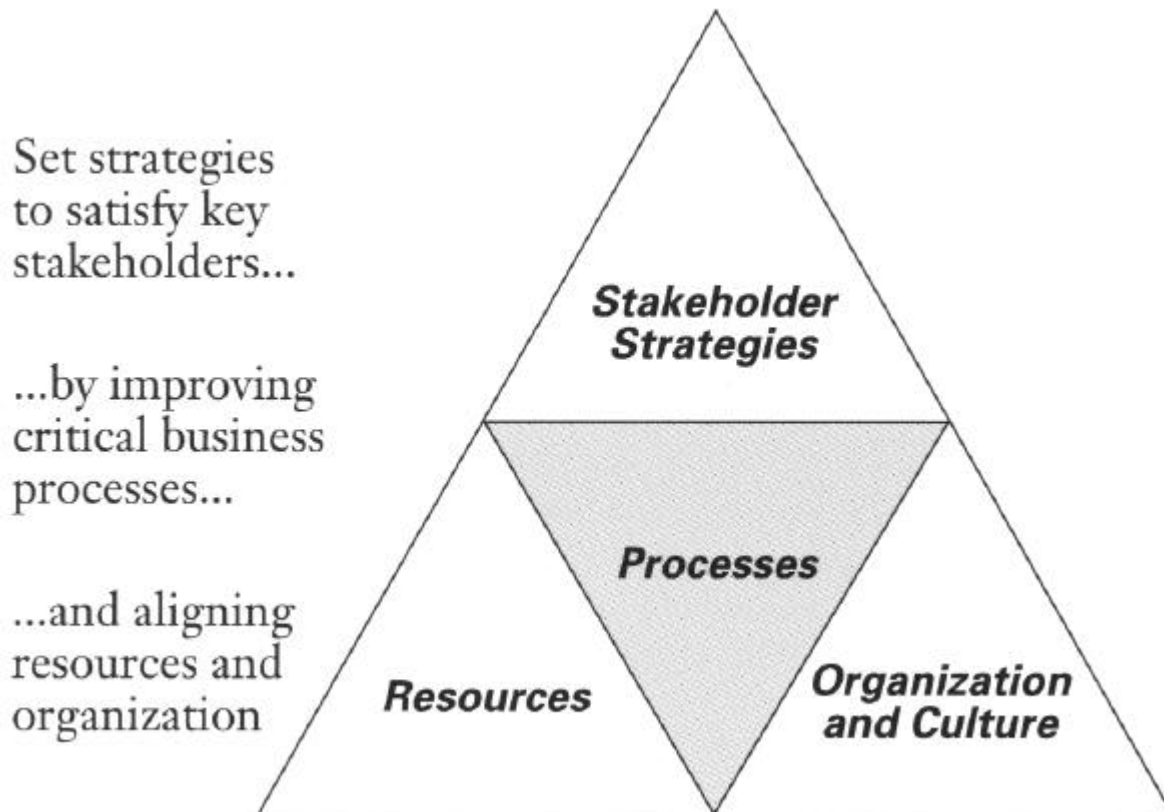 Set strategies
to satisfy key
stakeholders...
...by improving
critical business
processes...
...and aligning
resources and
organization
Stakeholder
Strategies
Processes
Resources
Organization
and Culture